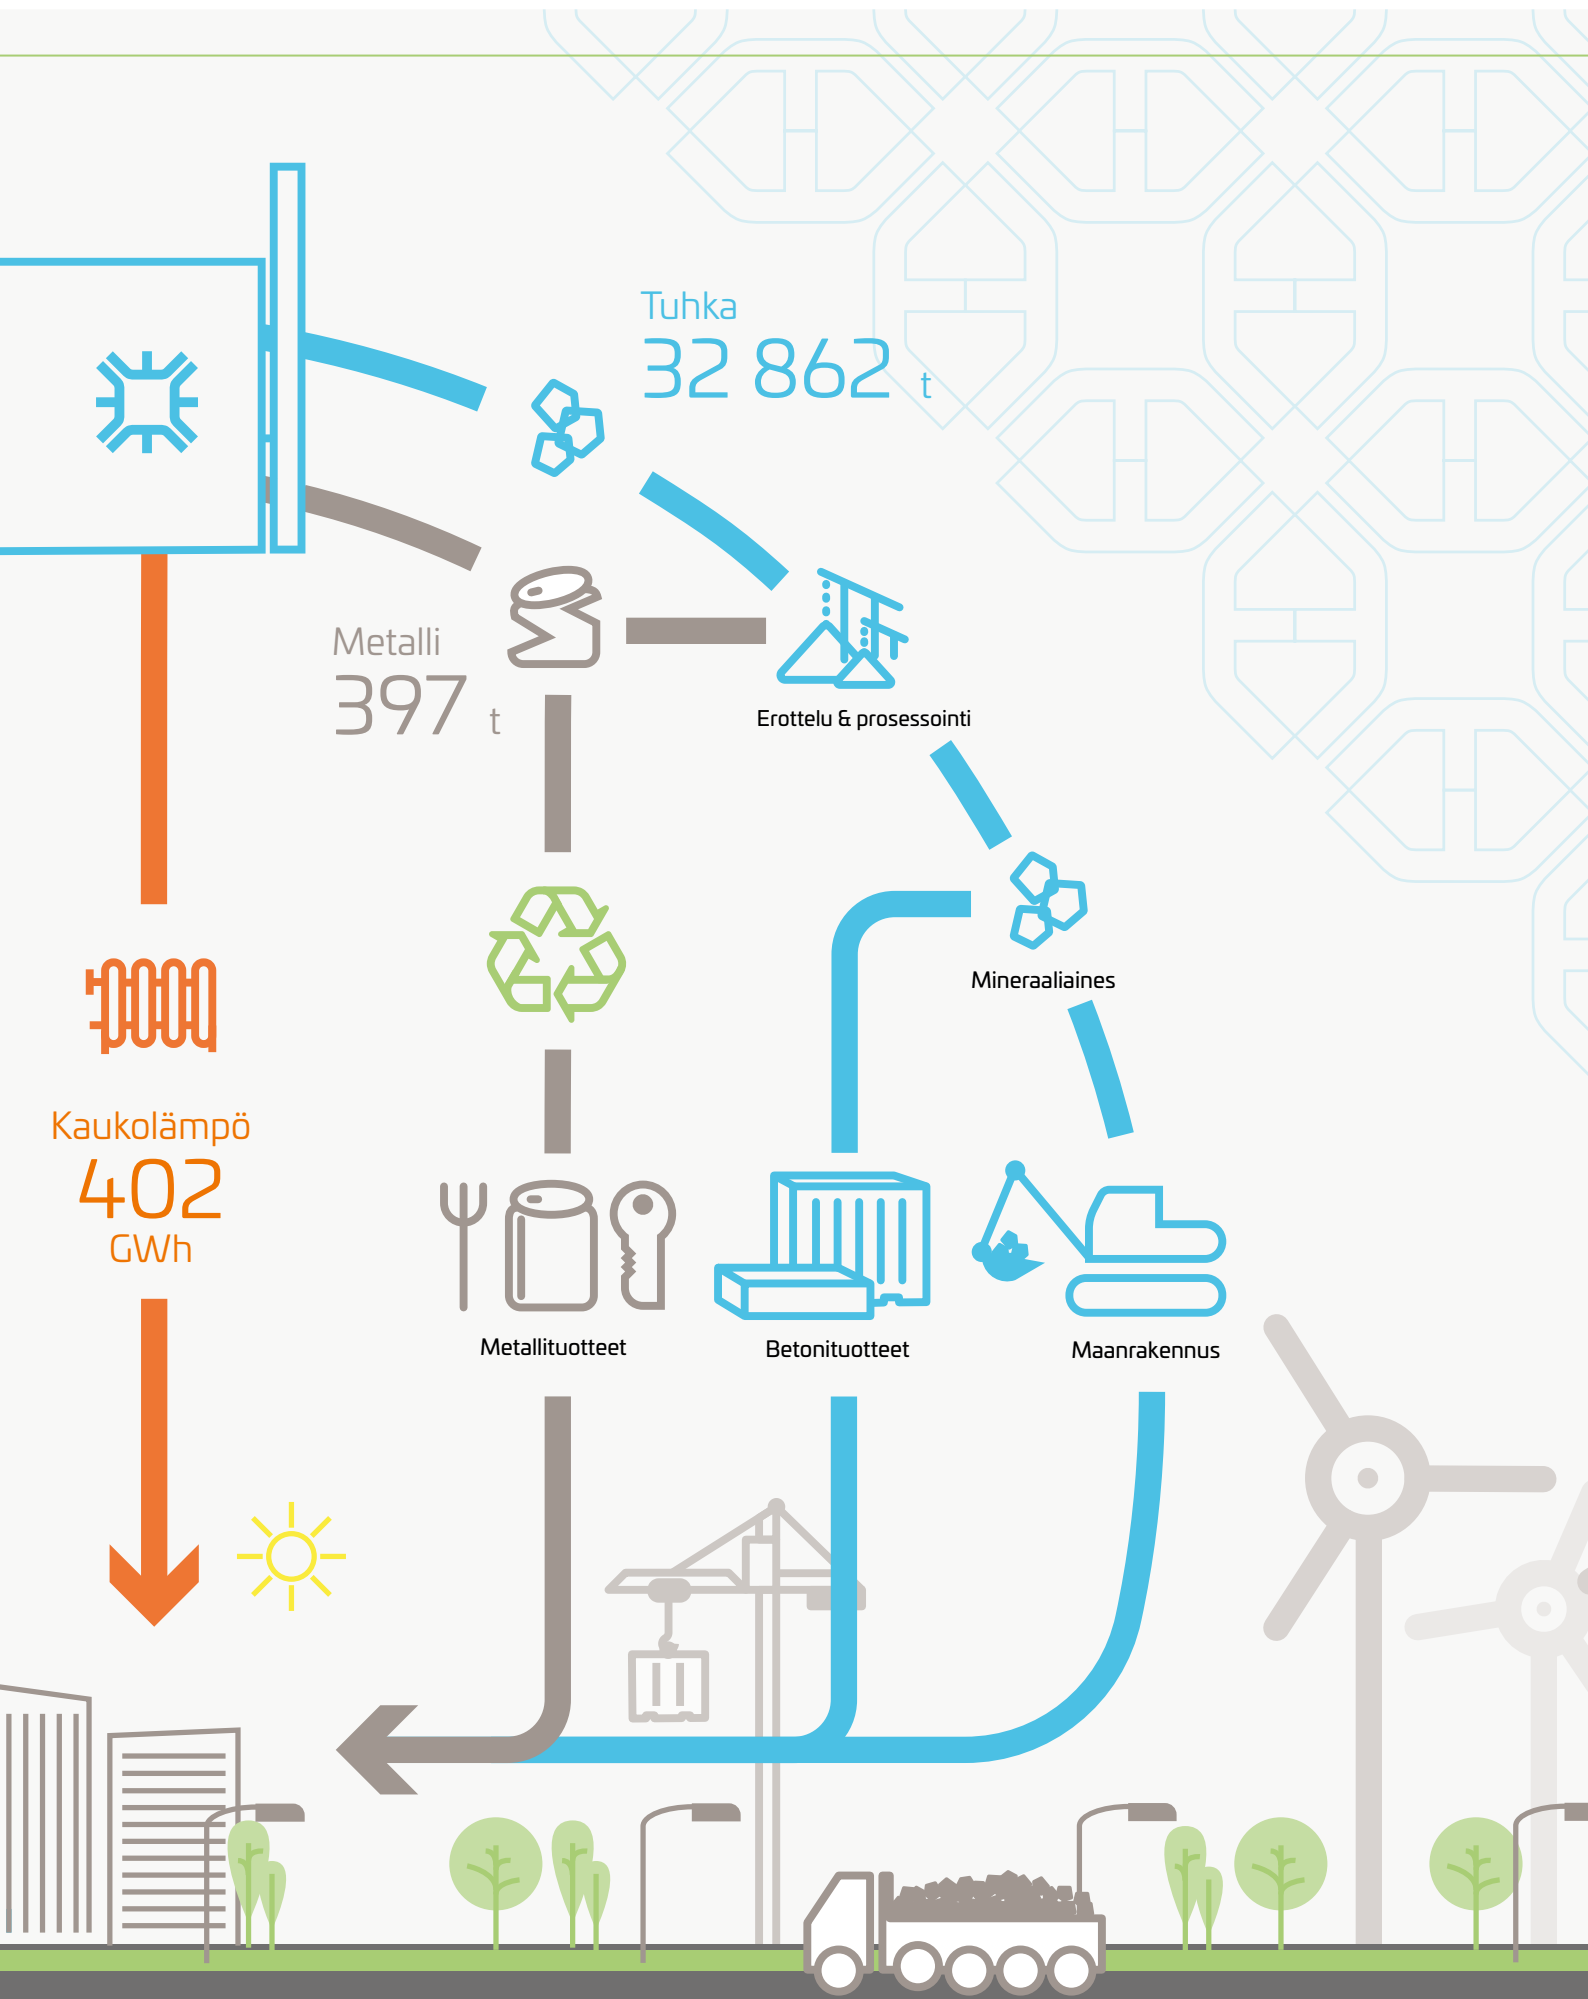 Tuhka
32 862 t
Metalli
397 t
Erottelu & prosessointi
Mineraaliaines
Kaukolämpö
402
GWh
Metallituotteet
Betonituotteet
Maanrakennus